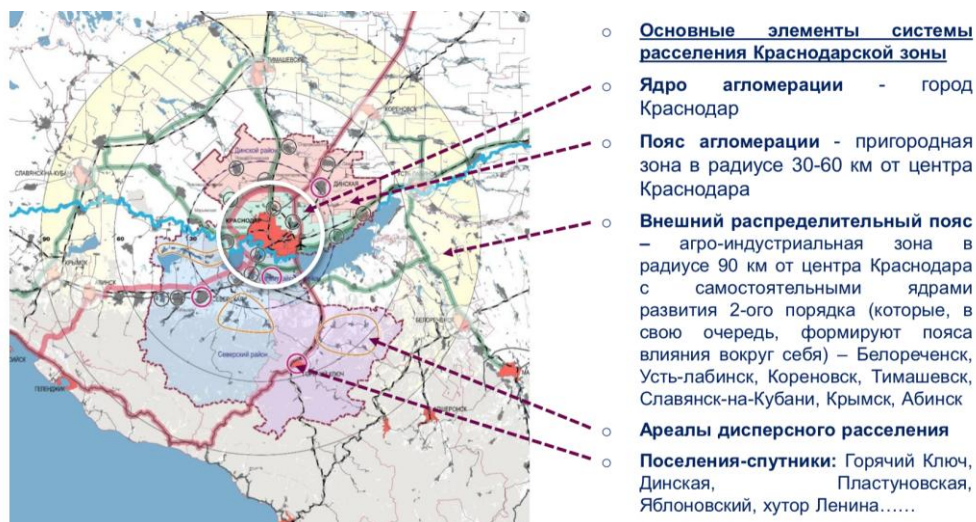 Основные элементы системы
расселения Краснодарской зоны
Ядро агломерации - город
Краснодар
Пояс агломерации - пригородная
зона в радиусе 30-60 км от центра
Краснодара
Внешний распределительный пояс
– агро-индустриальная зона в
радиусе 90 км от центра Краснодара
с самостоятельными ядрами
развития 2-ого порядка (которые, в
свою очередь, формируют пояса
влияния вокруг себя) – Белореченск,
Усть-лабинск, Кореновск, Тимашевск,
Славянск-на-Кубани, Крымск, Абинск
Ареалы дисперсного расселения
Поселения-спутники: Горячий Ключ,
Динская, Пластуновская,
Яблоновский, хутор Ленина……
ТИМАШЕВСК
КОРЕНОВСК
Динской район
СЛАВЯНСК-НА-КУБА
ДИНСКАЯ
КРАСНОДАР
90
60
30
КРЫМСК
БЕЛОРЕЧЕНСК
Северский район
ГЕЛЕНДЖИК